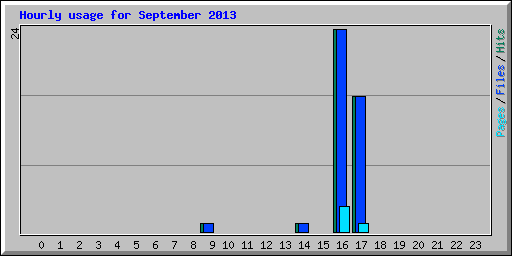 Hourly usage for September 2013
24
Pages/Files/Hits
0 1 2 3 4 5 6 7 8 9 10 11 12 13 14 15 16 17 18 19 20 21 22 23